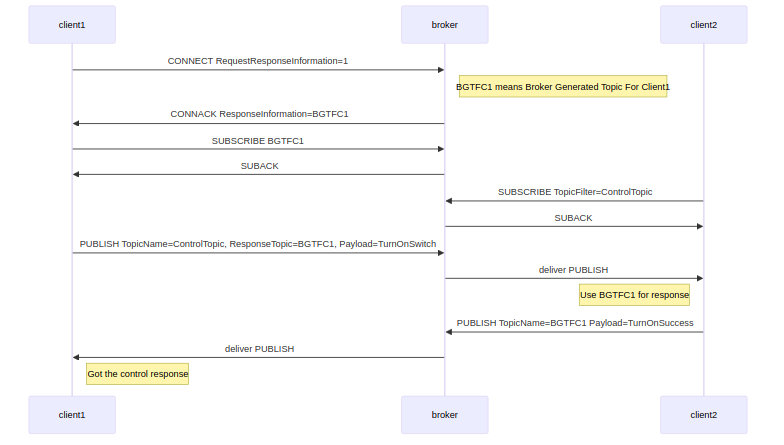 client1
broker
client2
CONNECT RequestResponseInformation=1
BGTFC1 means Broker Generated Topic For Client1
CONNACK ResponseInformation=BGTFC1
SUBSCRIBE BGTFC1
SUBACK
SUBSCRIBE TopicFilter=ControlTopic
SUBACK
PUBLISH TopicName=ControlTopic, ResponseTopic=BGTFC1, Payload=TurnOnSwitch
deliver PUBLISH
Use BGTFC1 for response
PUBLISH TopicName=BGTFC1 Payload=TurnOnSuccess
deliver PUBLISH
Got the control response
client1
broker
client2